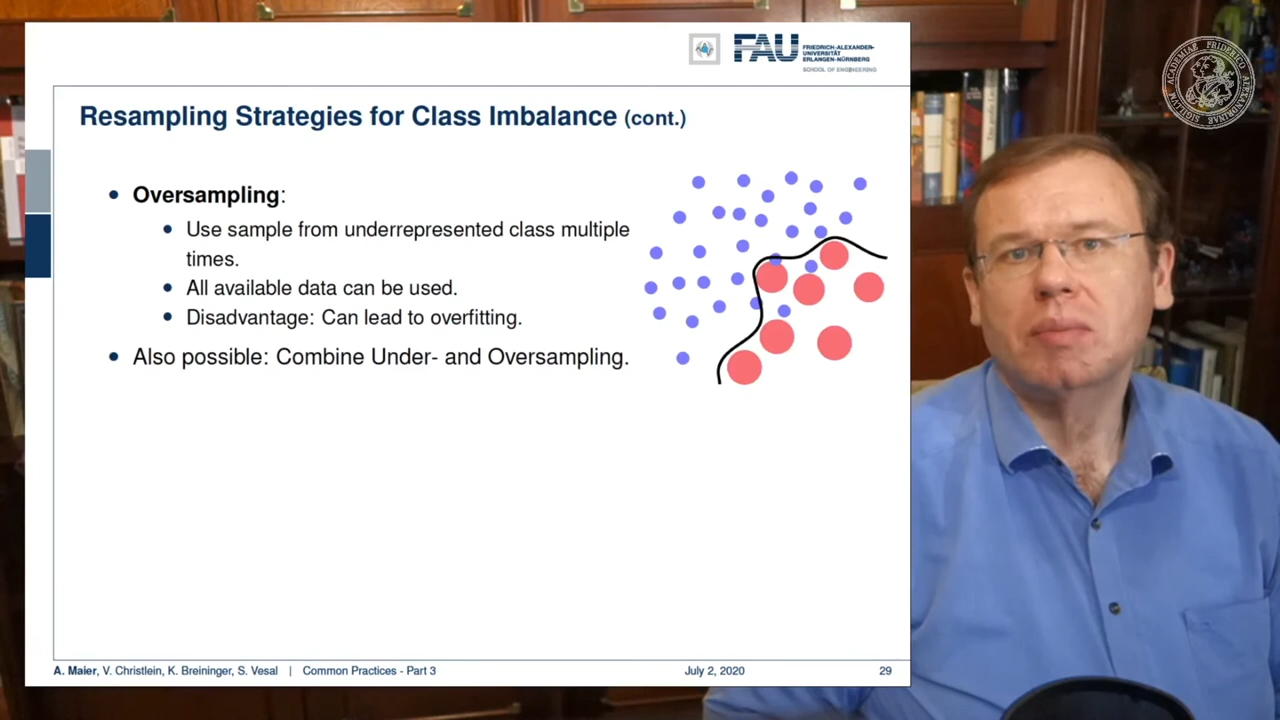 FAU
FRIEDRICH-ALEXANDER-
UNIVERSITÄT
ERLANGEN-NÜRNBERG
SCHOOL OF ENGINEERING
Resampling Strategies for Class Imbalance (cont.)
• Oversampling:
• Use sample from underrepresented class multiple
times.
• All available data can be used.
• Disadvantage: Can lead to overfitting.
• Also possible: Combine Under- and Oversampling.
A. Maier, V. Christlein, K. Breininger, S. Vesal | Common Practices - Part 3 July 2, 2020 29